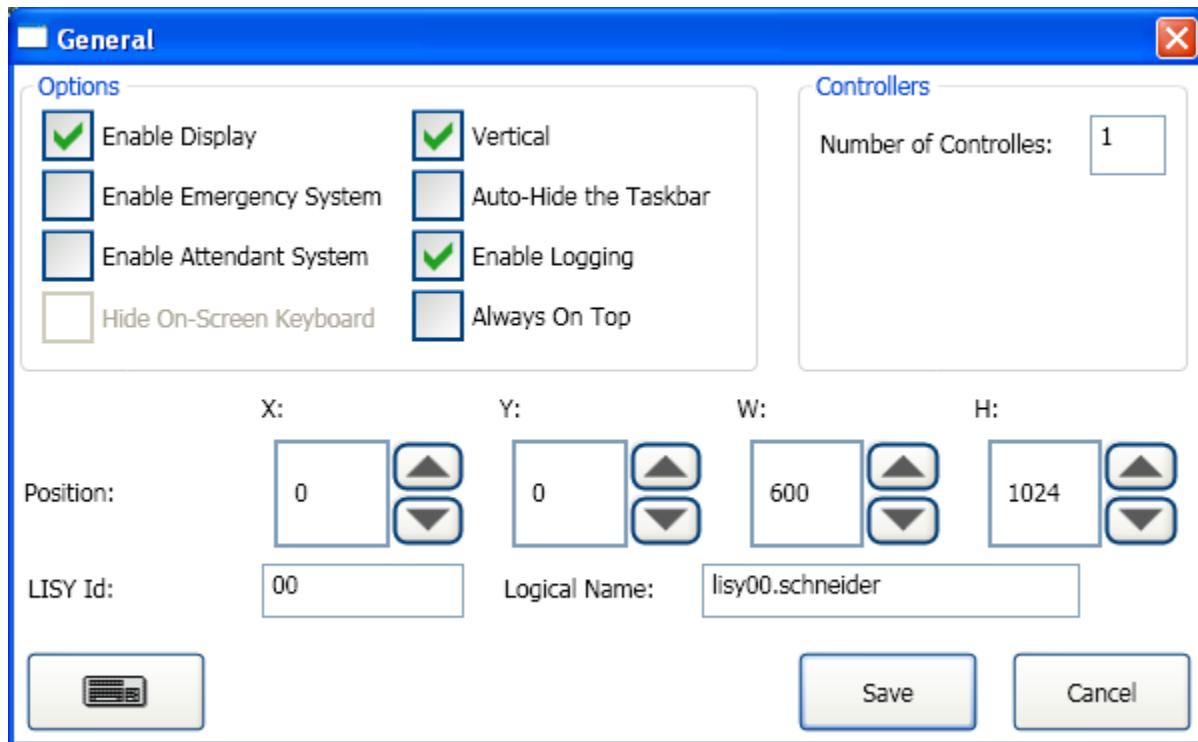 General
Options
Controllers
Enable Display
Vertical
Number of Controlles:
1
Enable Emergency System
Auto-Hide the Taskbar
Enable Attendant System
Enable Logging
Hide On-Screen Keyboard
Always On Top
X:
Y:
W:
H:
Position:
0
0
600
1024
LISY Id:
00
Logical Name:
lisy00.schneider
Save
Cancel